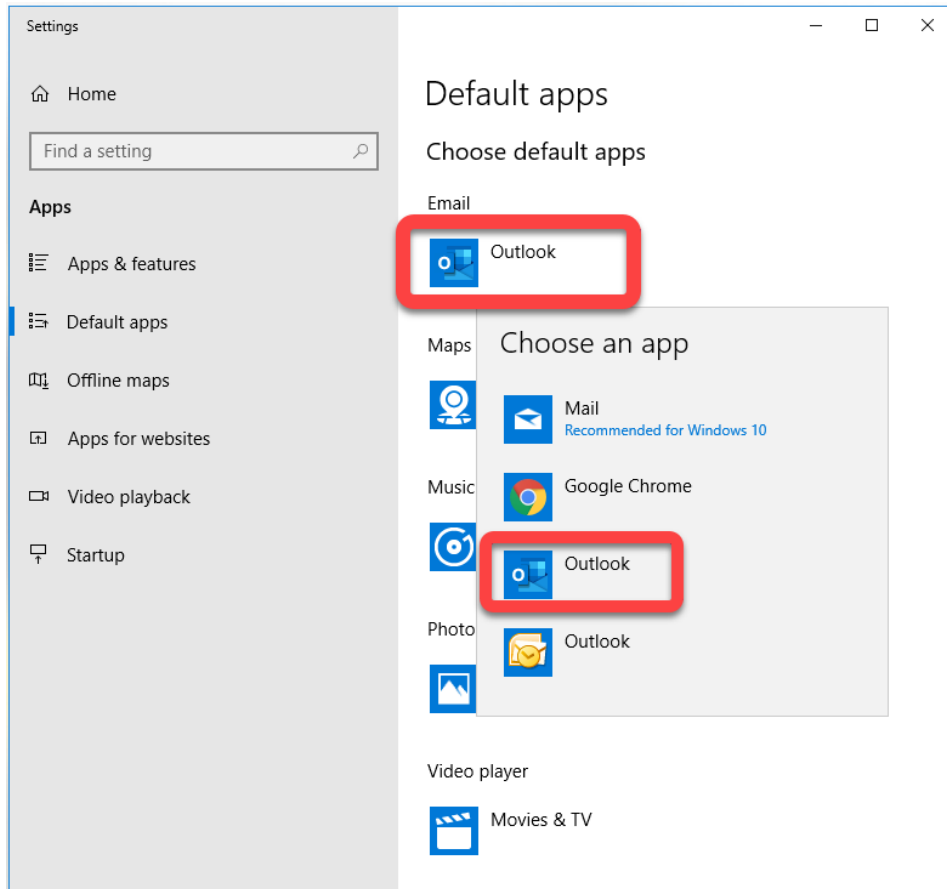 Settings
Home
Find a setting
Apps
Apps & features
Default apps
Offline maps
Apps for websites
Video playback
Startup
Default apps
Choose default apps
Email
Outlook
Maps
Choose an app
Mail
Recommended for Windows 10
Google Chrome
Music
Outlook
Photo
Outlook
Video player
Movies & TV